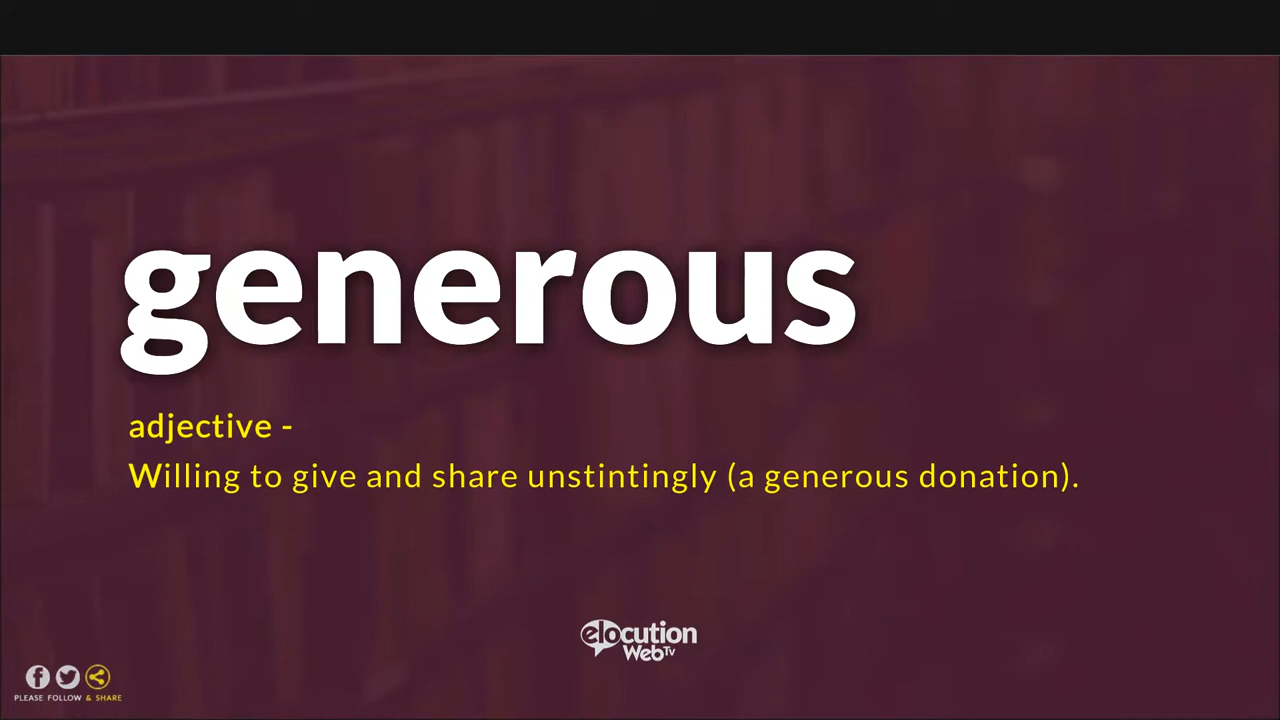 generous
adjective -
Willing to give and share unstintingly (a generous donation).
elocution
WebTv
PLEASE FOLLOW & SHARE